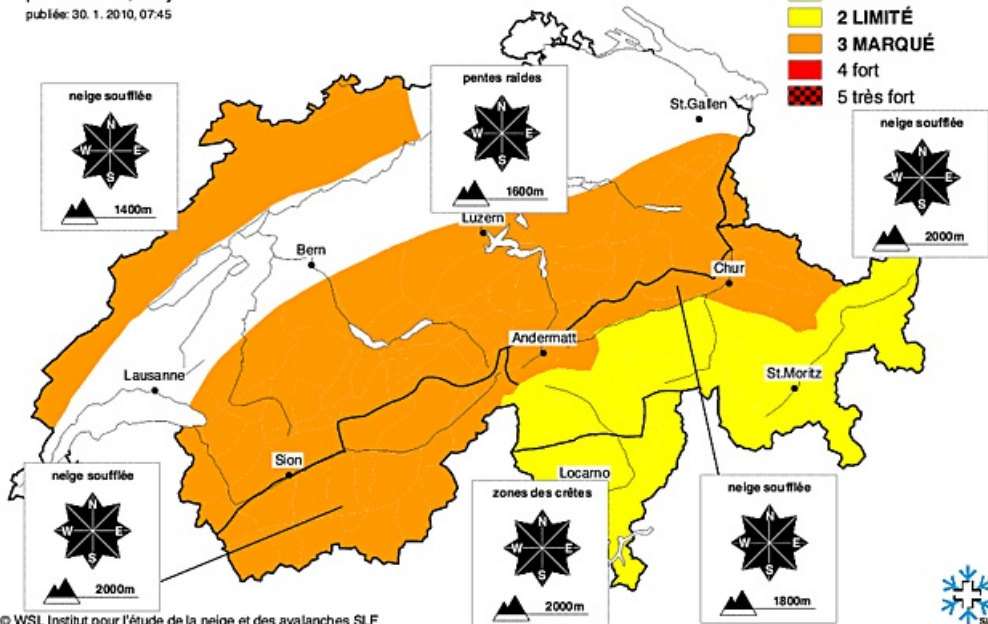 publiée: 30. 1. 2010, 07:45
2 LIMITÉ
3 MARQUÉ
4 fort
5 très fort
neige soufflée
N
W E
S
1400m
pentes raides
N
W E
S
1600m
St.Gallen
neige soufflée
N
W E
S
2000m
Luzern
Bern
Chur
Andermatt
Lausanne
St.Moritz
Sion
Locarno
neige soufflée
N
W E
S
2000m
zones des crêtes
N
W E
S
2000m
neige soufflée
N
W E
S
1800m
© WSL Institut pour l'étude de la neige et des avalanches SLF